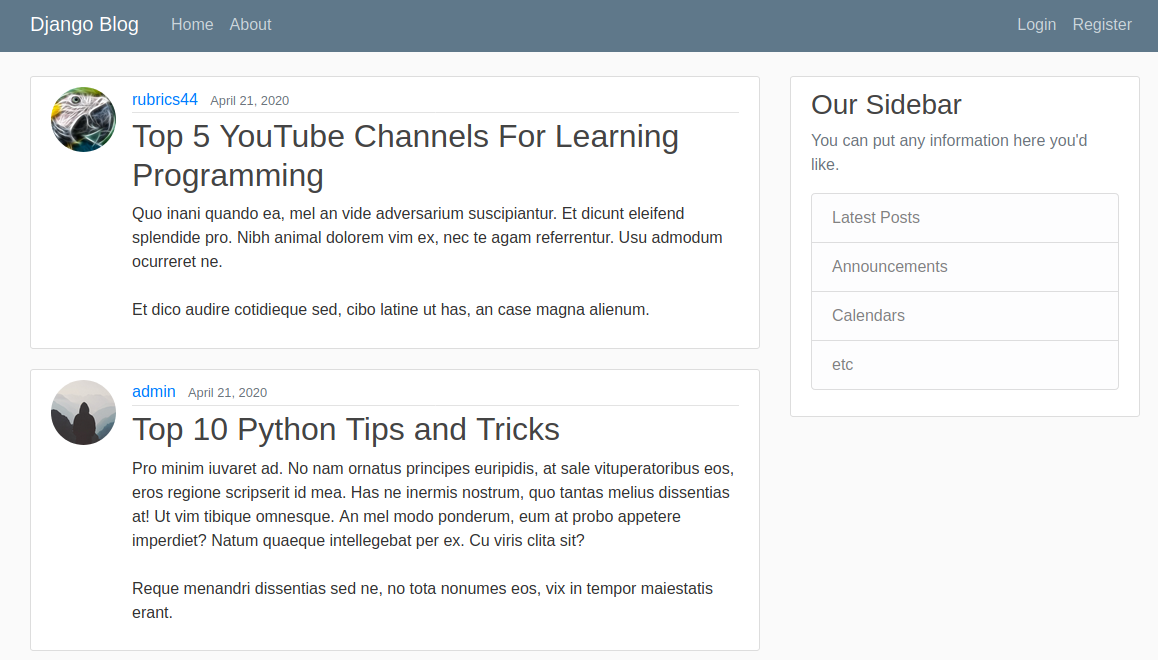 Django Blog Home About Login Register
rubrics44 April 21, 2020
Top 5 YouTube Channels For Learning
Programming
Quo inani quando ea, mel an vide adversarium suscipiantur. Et dicunt eleifend
splendide pro. Nibh animal dolorem vim ex, nec te agam referrentur. Usu admodum
ocurreret ne.
Et dico audire cotidieque sed, cibo latine ut has, an case magna alienum.
admin April 21, 2020
Top 10 Python Tips and Tricks
Pro minim iuvaret ad. No nam ornatus principes euripidis, at sale vituperatoribus eos,
eros regione scripserit id mea. Has ne inermis nostrum, quo tantas melius dissentias
at! Ut vim tibique omnesque. An mel modo ponderum, eum at probo appetere
imperdiet? Natum quaeque intellegebat per ex. Cu viris clita sit?
Reque menandri dissentias sed ne, no tota nonumes eos, vix in tempor maiestatis
erant.
Our Sidebar
You can put any information here you'd
like.
Latest Posts
Announcements
Calendars
etc